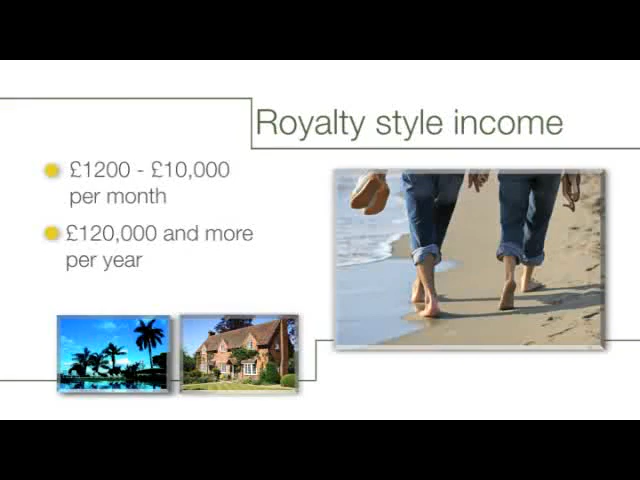 Royalty style income
£1200 - £10,000
per month
£120,000 and more
per year